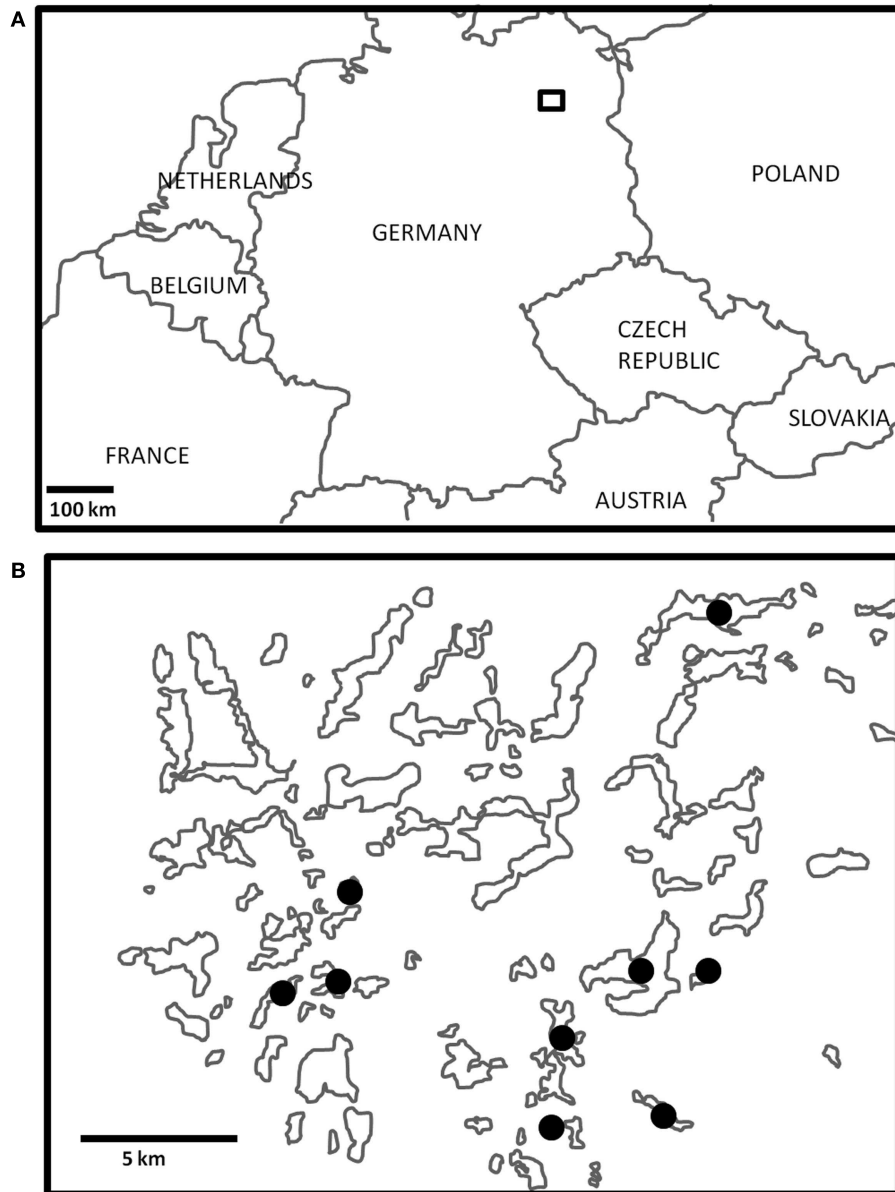 A
NETHERLANDS
POLAND
GERMANY
BELGIUM
CZECH
REPUBLIC
SLOVAKIA
FRANCE
100 km
AUSTRIA
B
5 km